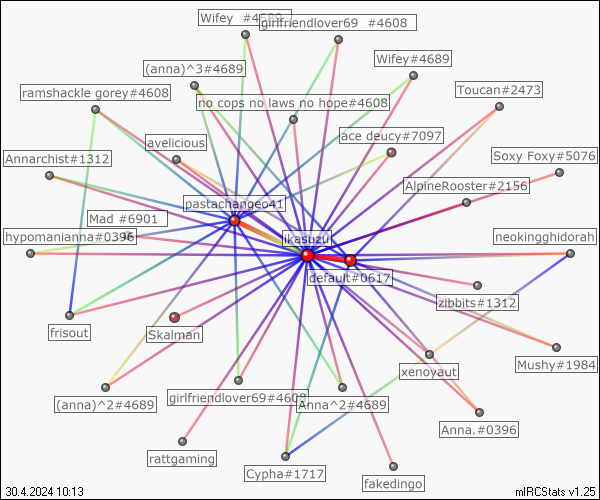 Wifey #4689
girlfriendlover69 #4608
Wifey#4689
(anna)^3#4689
ramshackle gorey#4608
no cops no laws no hope#4608
Toucan#2473
ace deucy#7097
avelicious
Annarchist#1312
Soxy Foxy#5076
AlpineRooster#2156
pastachangeo41
Mad #6901
hypomanianna#0396
ikasuzu
neokingghidorah
default#0617
zibbits#1312
frisout
Skalman
Mushy#1984
xenoyaut
(anna)^2#4689
girlfriendlover69#4608
Anna^2#4689
Anna.#0396
rattgaming
Cypha#1717
fakedingo
30.4.2024 10:13
mIRCStats v1.25